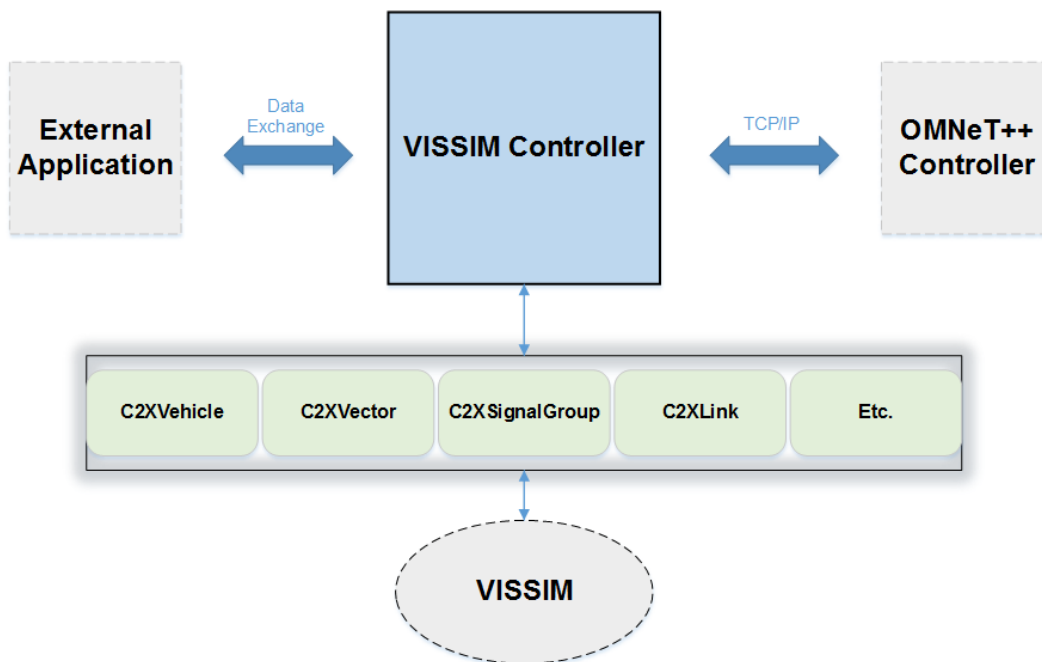 External
Application
Data
Exchange
VISSIM Controller
TCP/IP
OMNeT++
Controller
C2XVehicle
C2XVector
C2XSignalGroup
C2XLink
Etc.
VISSIM